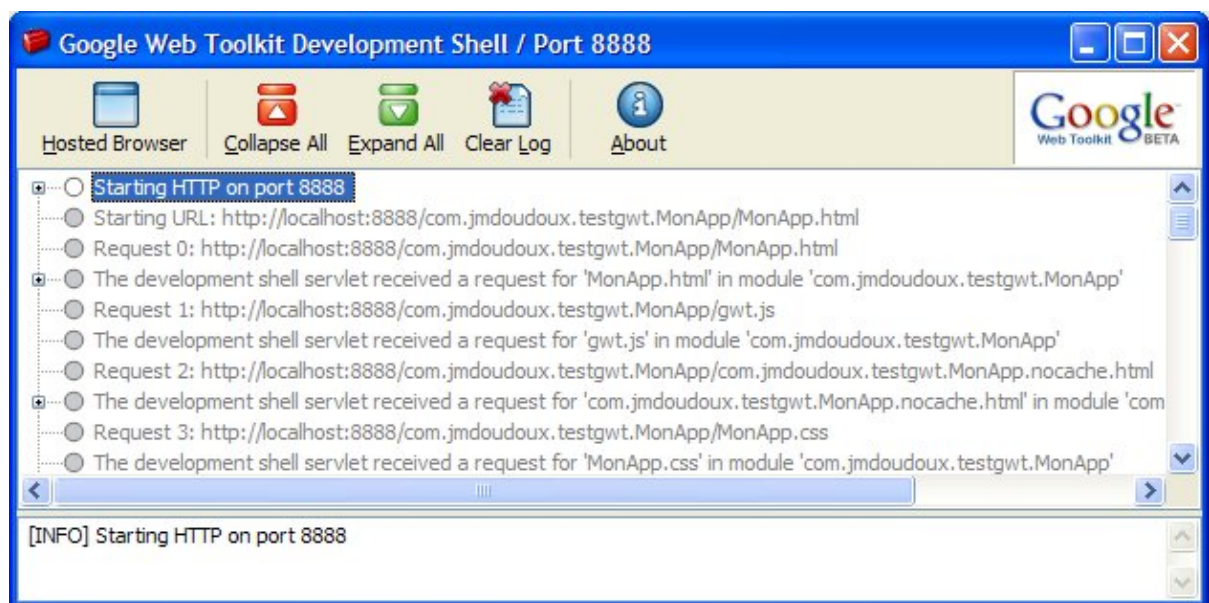 Google Web Toolkit Development Shell / Port 8888
Hosted Browser Collapse All Expand All Clear Log About
Google
Web Toolkit BETA
Starting HTTP on port 8888
Starting URL: http://localhost:8888/com.jmdoudoux.testgwt.MonApp/MonApp.html
Request 0: http://localhost:8888/com.jmdoudoux.testgwt.MonApp/MonApp.html
The development shell servlet received a request for 'MonApp.html' in module 'com.jmdoudoux.testgwt.MonApp'
Request 1: http://localhost:8888/com.jmdoudoux.testgwt.MonApp/gwt.js
The development shell servlet received a request for 'gwt.js' in module 'com.jmdoudoux.testgwt.MonApp'
Request 2: http://localhost:8888/com.jmdoudoux.testgwt.MonApp/com.jmdoudoux.testgwt.MonApp.nocache.html
The development shell servlet received a request for 'com.jmdoudoux.testgwt.MonApp.nocache.html' in module 'com
Request 3: http://localhost:8888/com.jmdoudoux.testgwt.MonApp/MonApp.css
The development shell servlet received a request for 'MonApp.css' in module 'com.jmdoudoux.testgwt.MonApp'
[INFO] Starting HTTP on port 8888